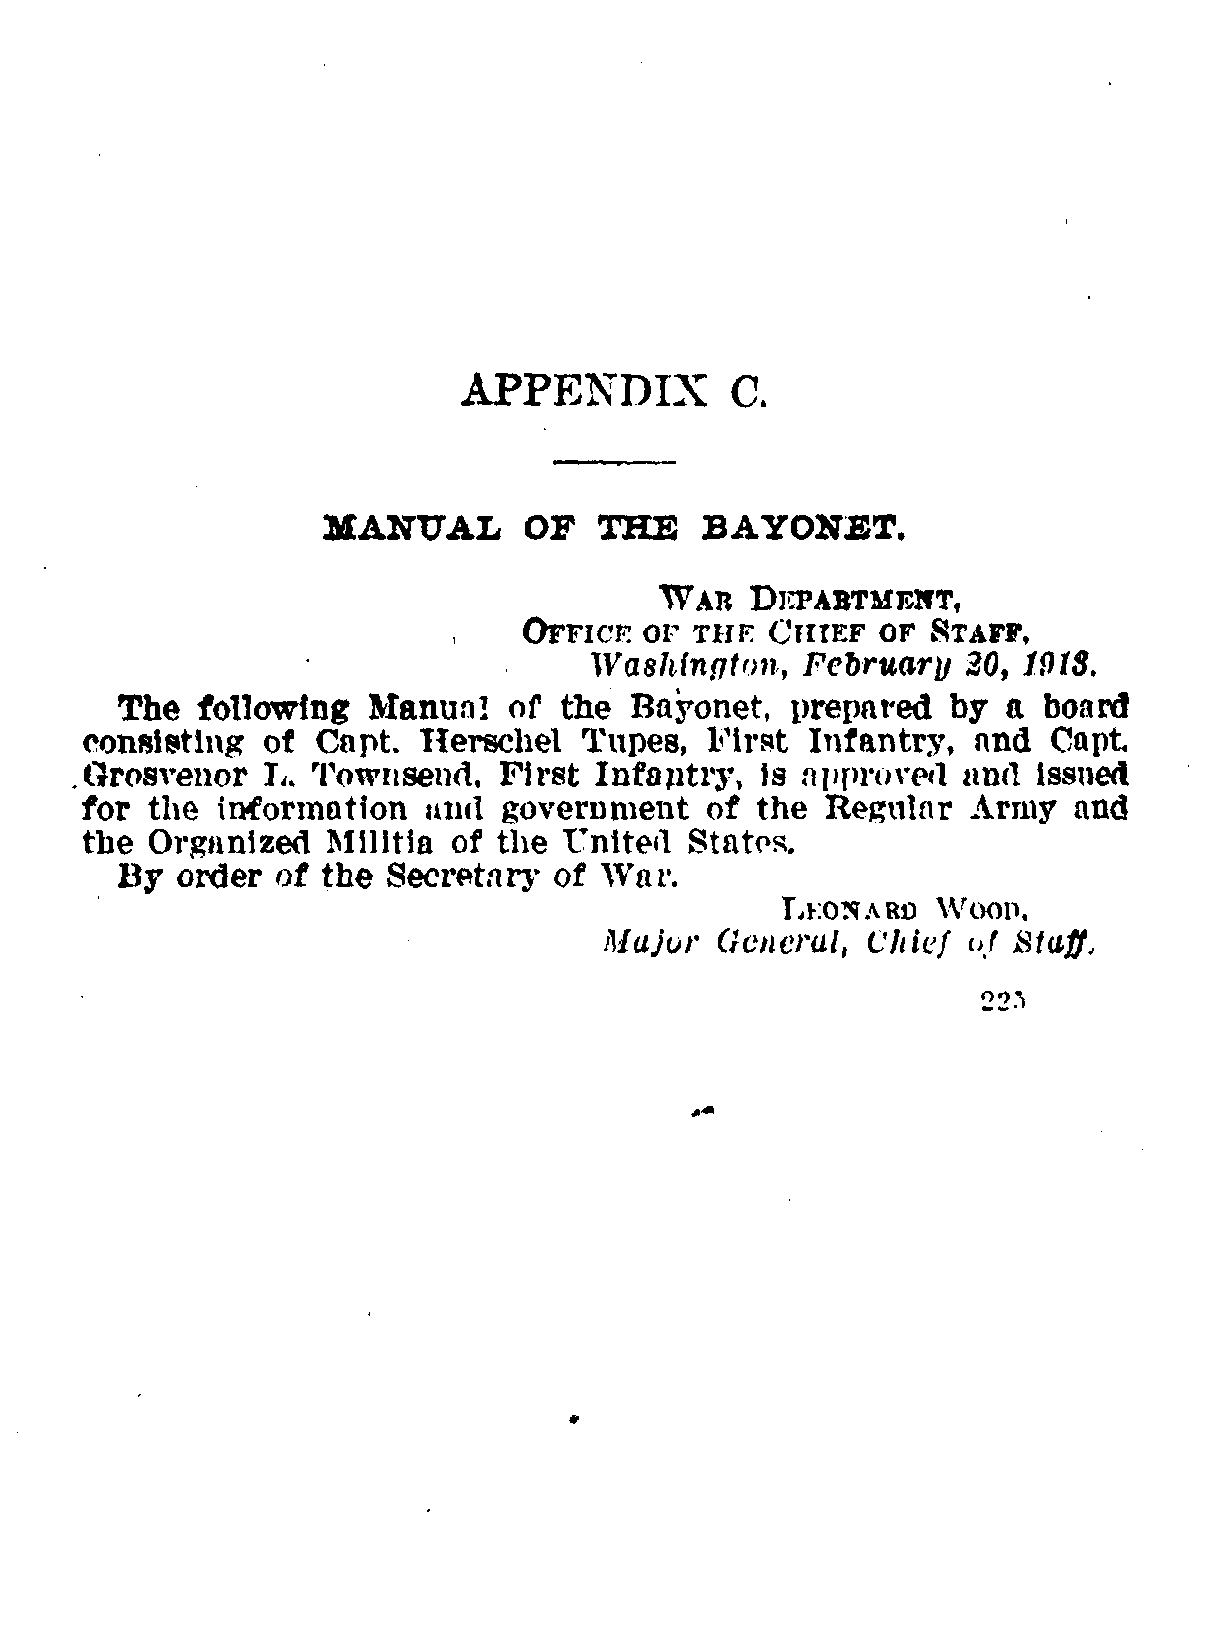 APPENDIX C.
MANUAL OF THE BAYONET.
WAR DEPARTMENT,
OFFICE OF THE CHIEF OF STAFF,
Washington, February 20, 1913.
The following Manual of the Bayonet, prepared by a board
consisting of Capt. Herschel Tupes, First Infantry, and Capt.
Grosvenor L. Townsend, First Infantry, is approved and issued
for the information and government of the Regular Army and
the Organized Militia of the United States.
By order of the Secretary of War.
LEONARD WOOD,
Major General, Chief of Staff.
225